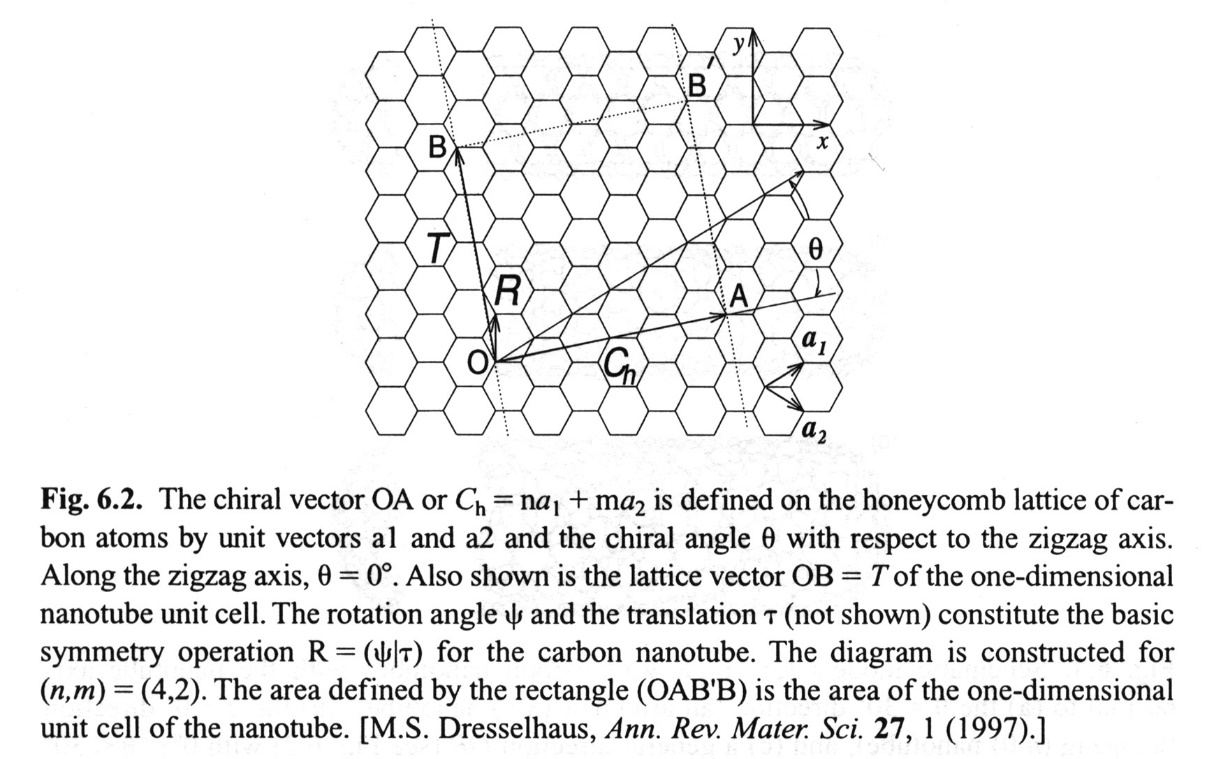 y
B′
x
B
T
θ
R
A
a1
O
Ch
a2
Fig. 6.2. The chiral vector OA or Ch = na1 + ma2 is defined on the honeycomb lattice of car-
bon atoms by unit vectors a1 and a2 and the chiral angle θ with respect to the zigzag axis.
Along the zigzag axis, θ = 0°. Also shown is the lattice vector OB = T of the one-dimensional
nanotube unit cell. The rotation angle ψ and the translation τ (not shown) constitute the basic
symmetry operation R = (ψ|τ) for the carbon nanotube. The diagram is constructed for
(n,m) = (4,2). The area defined by the rectangle (OAB'B) is the area of the one-dimensional
unit cell of the nanotube. [M.S. Dresselhaus, Ann. Rev. Mater. Sci. 27, 1 (1997).]